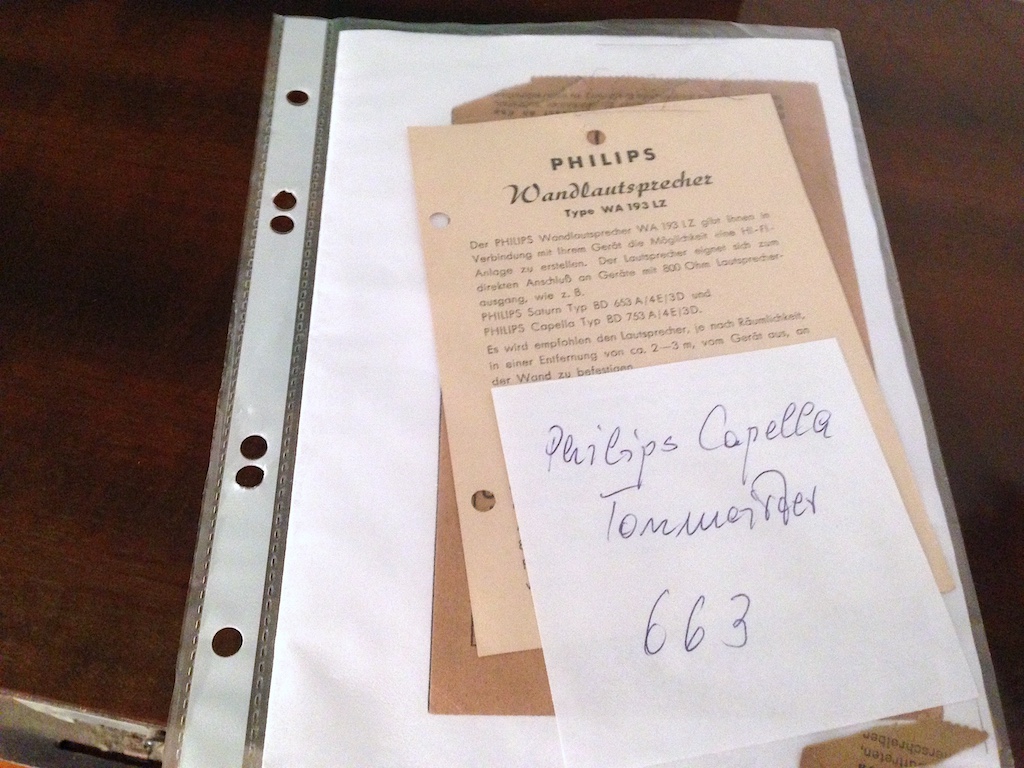 PHILIPS
Wandlautsprecher
Type WA 193 LZ
Der PHILIPS Wandlautsprecher WA 193 LZ gibt Ihnen in
Verbindung mit Ihrem Gerät die Möglichkeit eine HI-FI-
Anlage zu erstellen. Der Lautsprecher eignet sich zum
direkten Anschluß an Geräte mit 800 Ohm Lautsprecher-
ausgang, wie z. B.
PHILIPS Saturn Typ BD 653 A/4E/3D und
PHILIPS Capella Typ BD 753 A/4E/3D.
Es wird empfohlen den Lautsprecher, je nach Räumlichkeit,
in einer Entfernung von ca. 2—3 m, vom Gerät aus, an
der Wand zu befestigen
Philips Capella
663